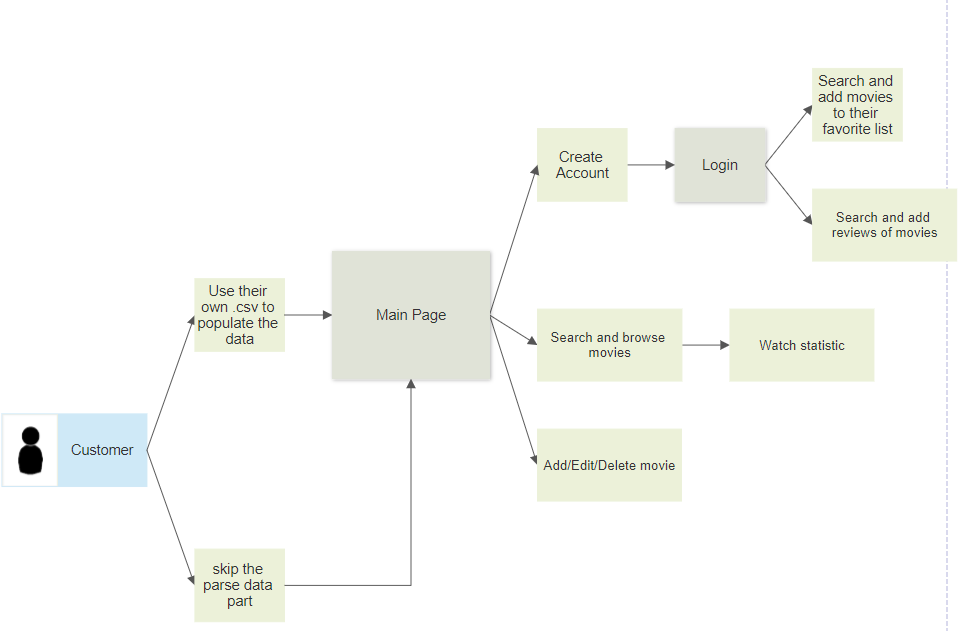 Search and
add movies
to their
favorite list
Create
Account
Login
Search and add
reviews of movies
Use their
own .csv to
populate the
data
Main Page
Search and browse
movies
Watch statistic
Customer
Add/Edit/Delete movie
skip the
parse data
part